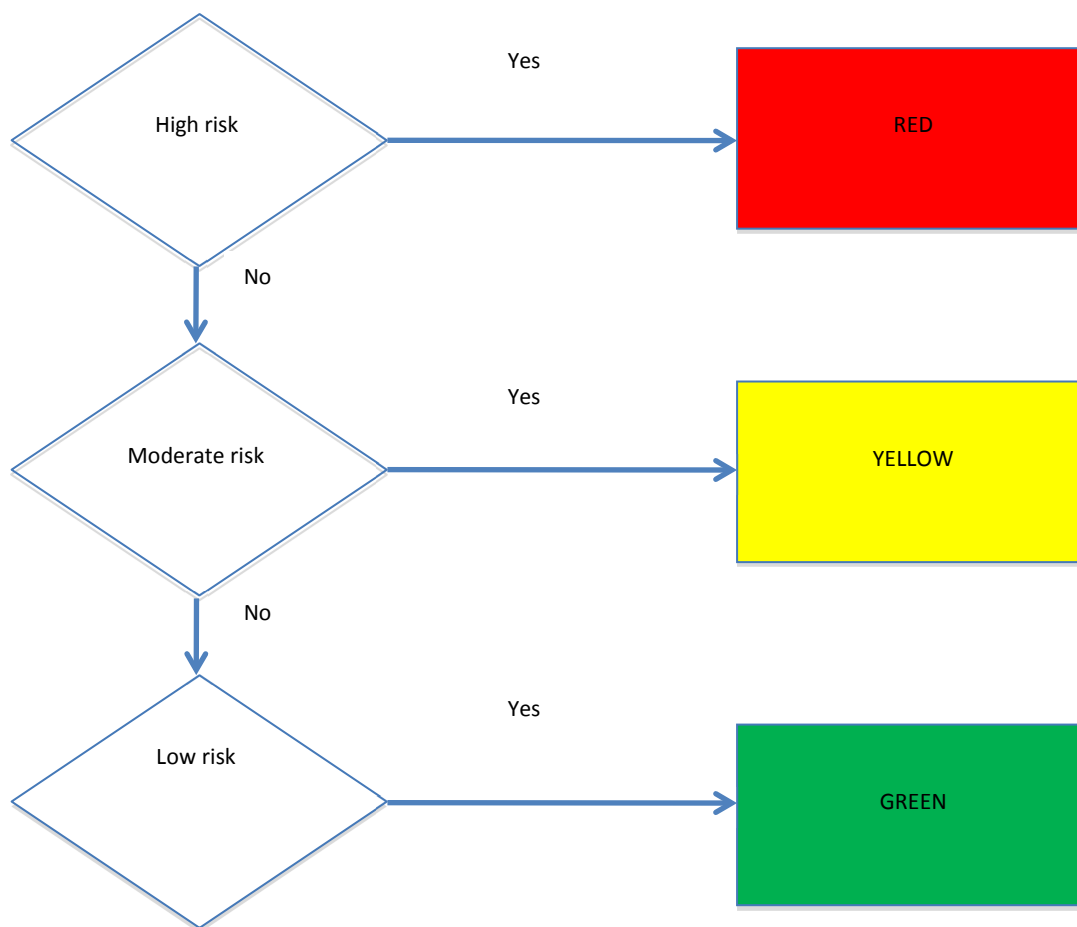 Yes
High risk
RED
No
Yes
Moderate risk
YELLOW
No
Yes
Low risk
GREEN